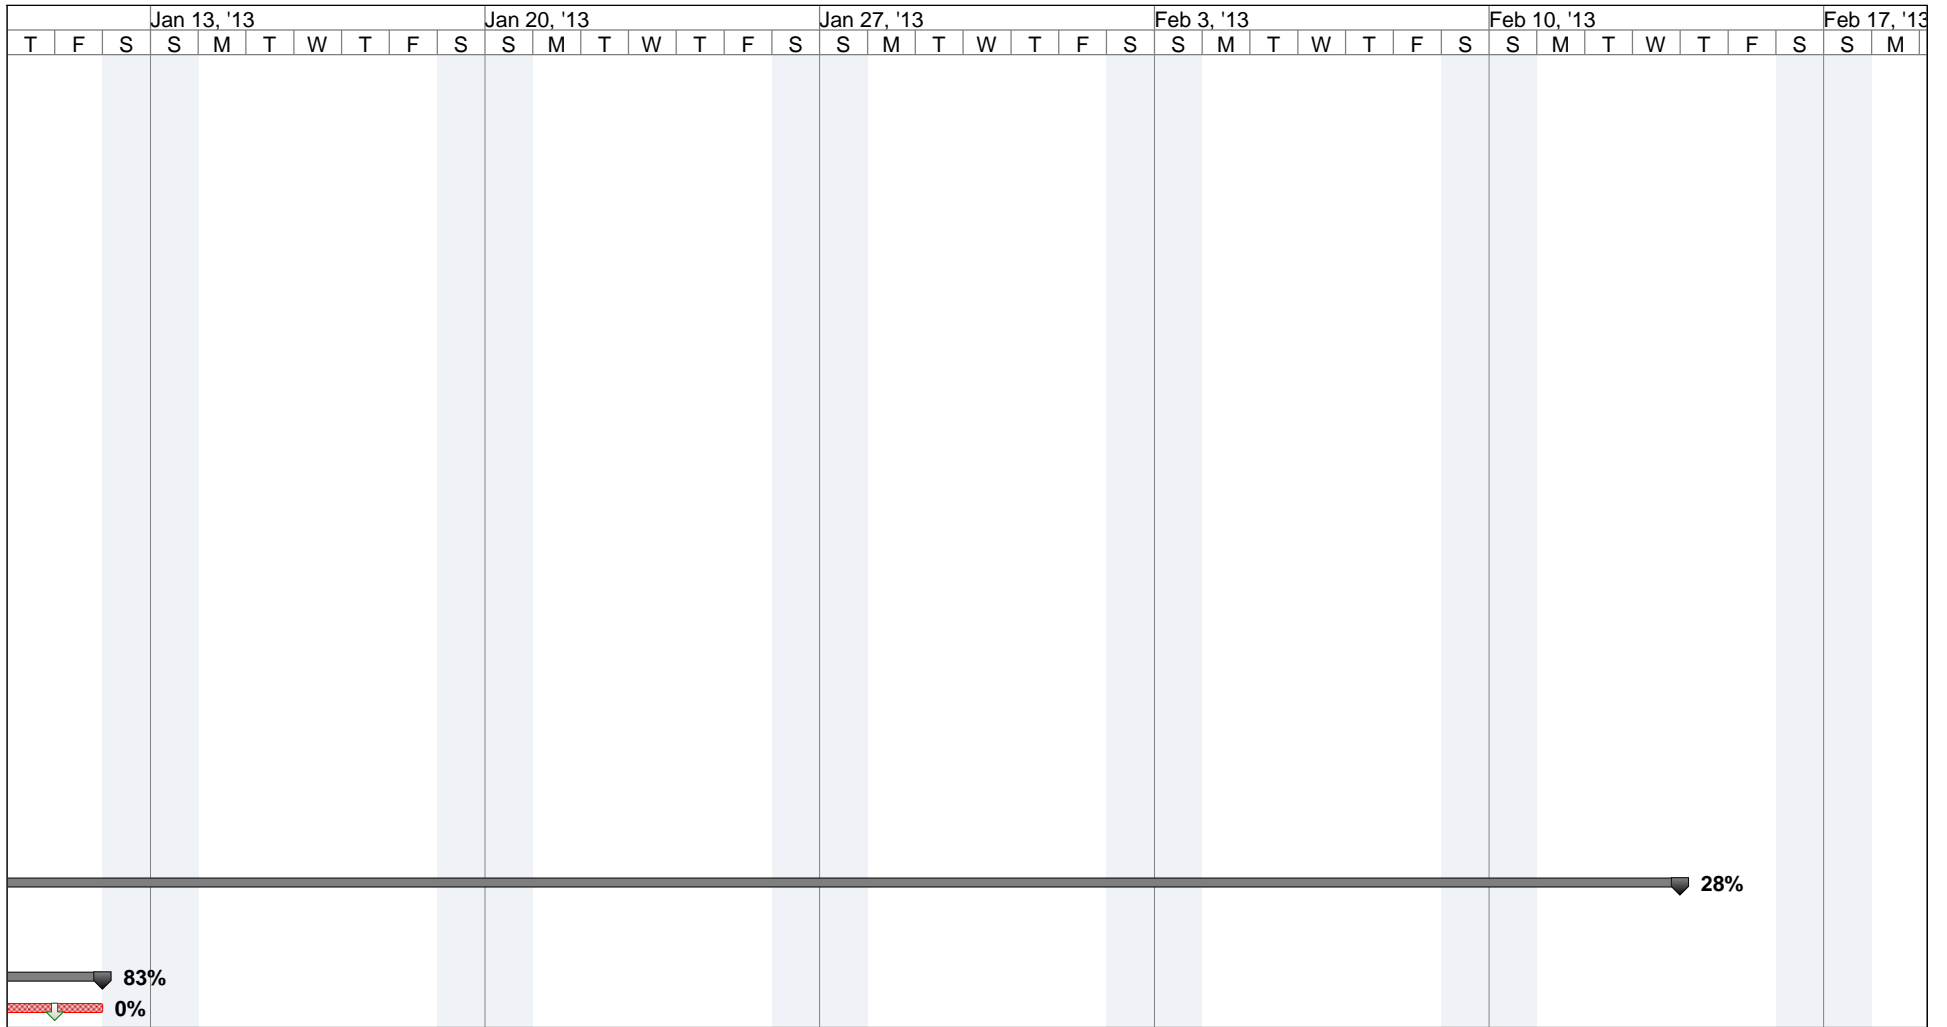 Jan 13, '13 Jan 20, '13 Jan 27, '13 Feb 3, '13 Feb 10, '13 Feb 17, '13
T F S S M T W T F S S M T W T F S S M T W T F S S M T W T F S S M T W T F S S M
28%
83%
0%